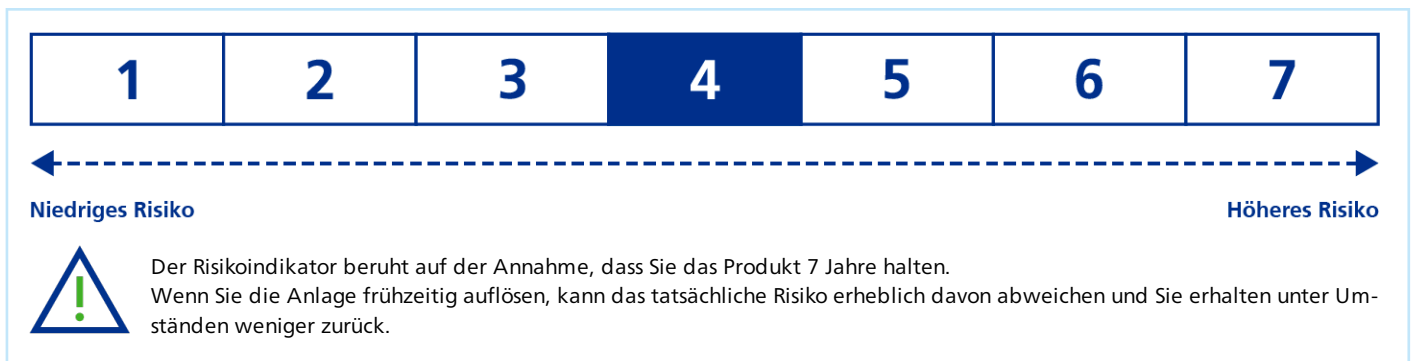 1 2 3 4 5 6 7
Niedriges Risiko Höheres Risiko
Der Risikoindikator beruht auf der Annahme, dass Sie das Produkt 7 Jahre halten.
Wenn Sie die Anlage frühzeitig auflösen, kann das tatsächliche Risiko erheblich davon abweichen und Sie erhalten unter Um-
ständen weniger zurück.